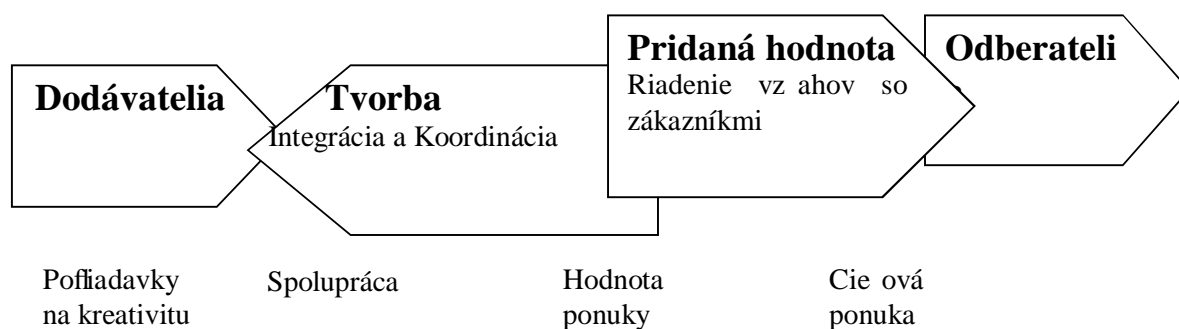 Dodávatelia
Tvorba
Integrácia a Koordinácia
Pridaná hodnota
Riadenie vz ahov so
zákazníkmi
Odberateli
Pofliadavky
na kreativitu
Spolupráca
Hodnota
ponuky
Cie ová
ponuka